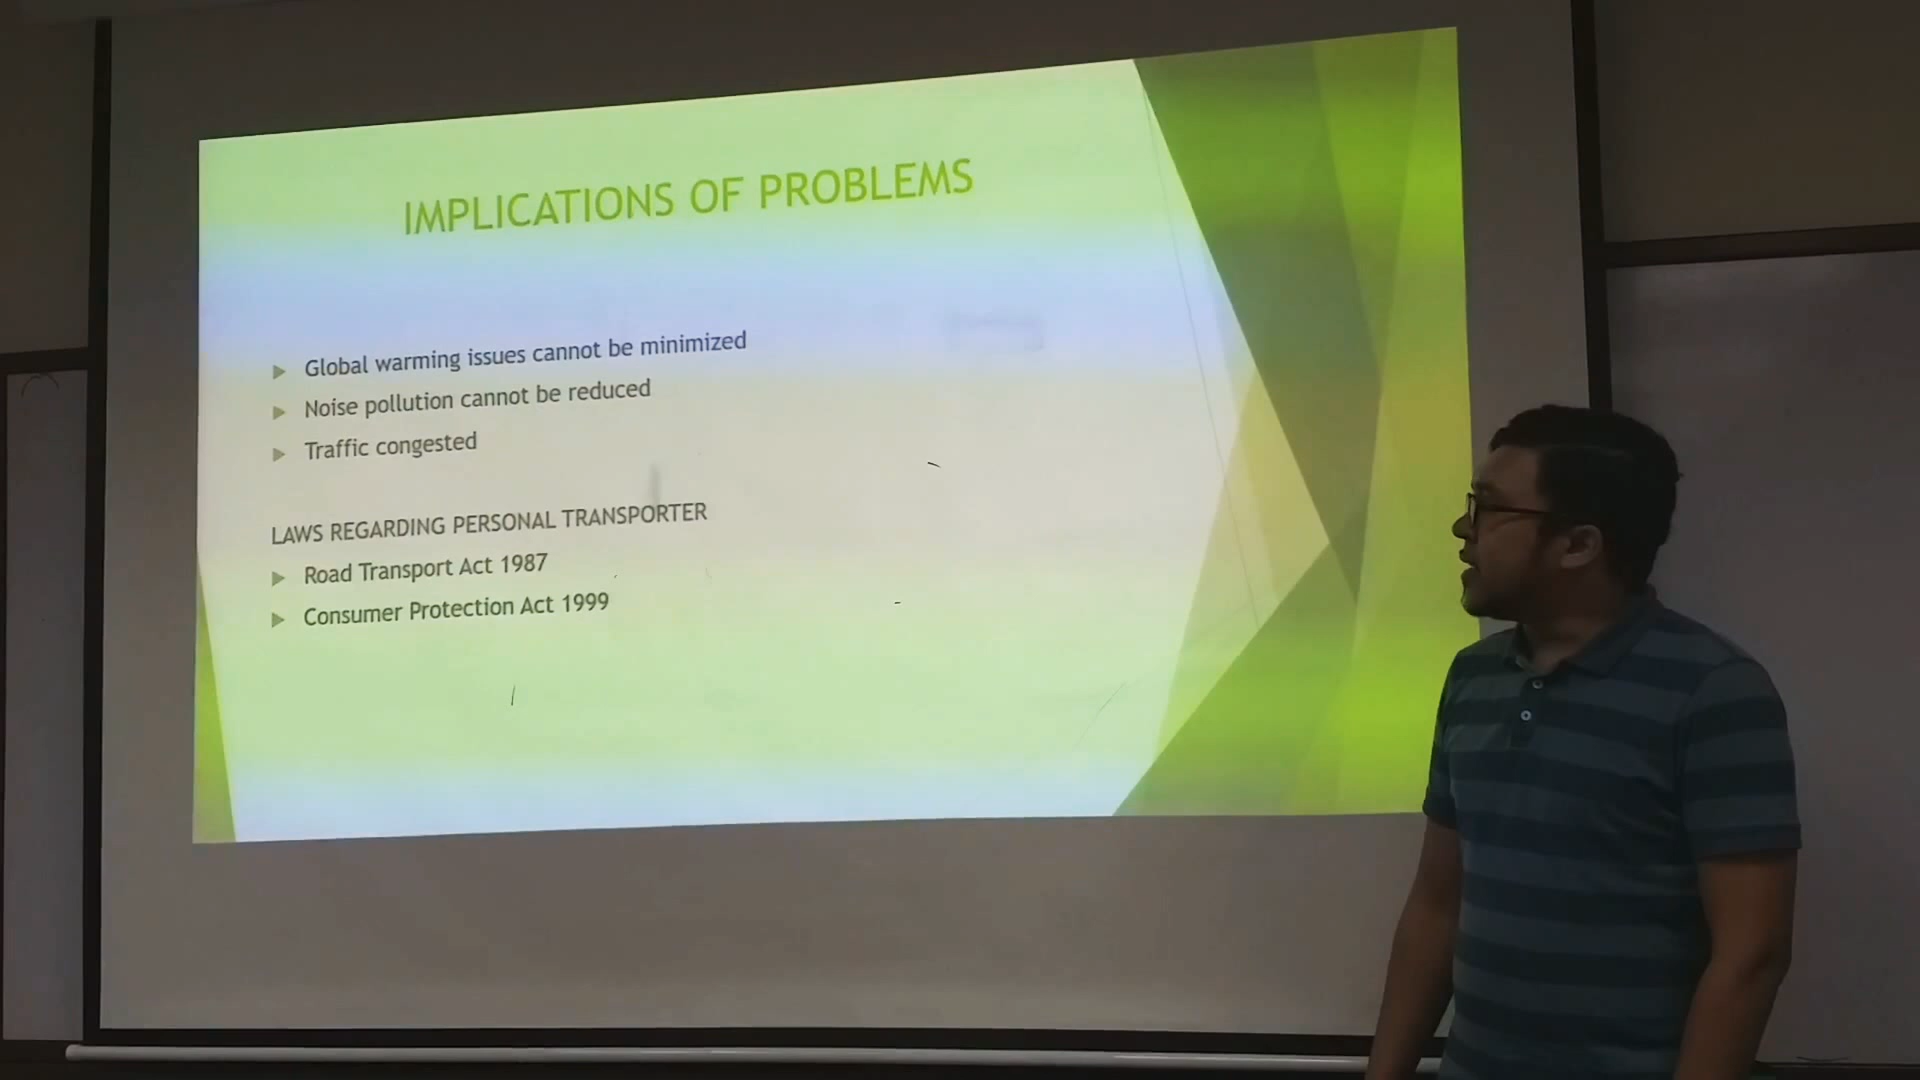 IMPLICATIONS OF PROBLEMS
Global warming issues cannot be minimized
Noise pollution cannot be reduced
Traffic congested
LAWS REGARDING PERSONAL TRANSPORTER
Road Transport Act 1987
Consumer Protection Act 1999